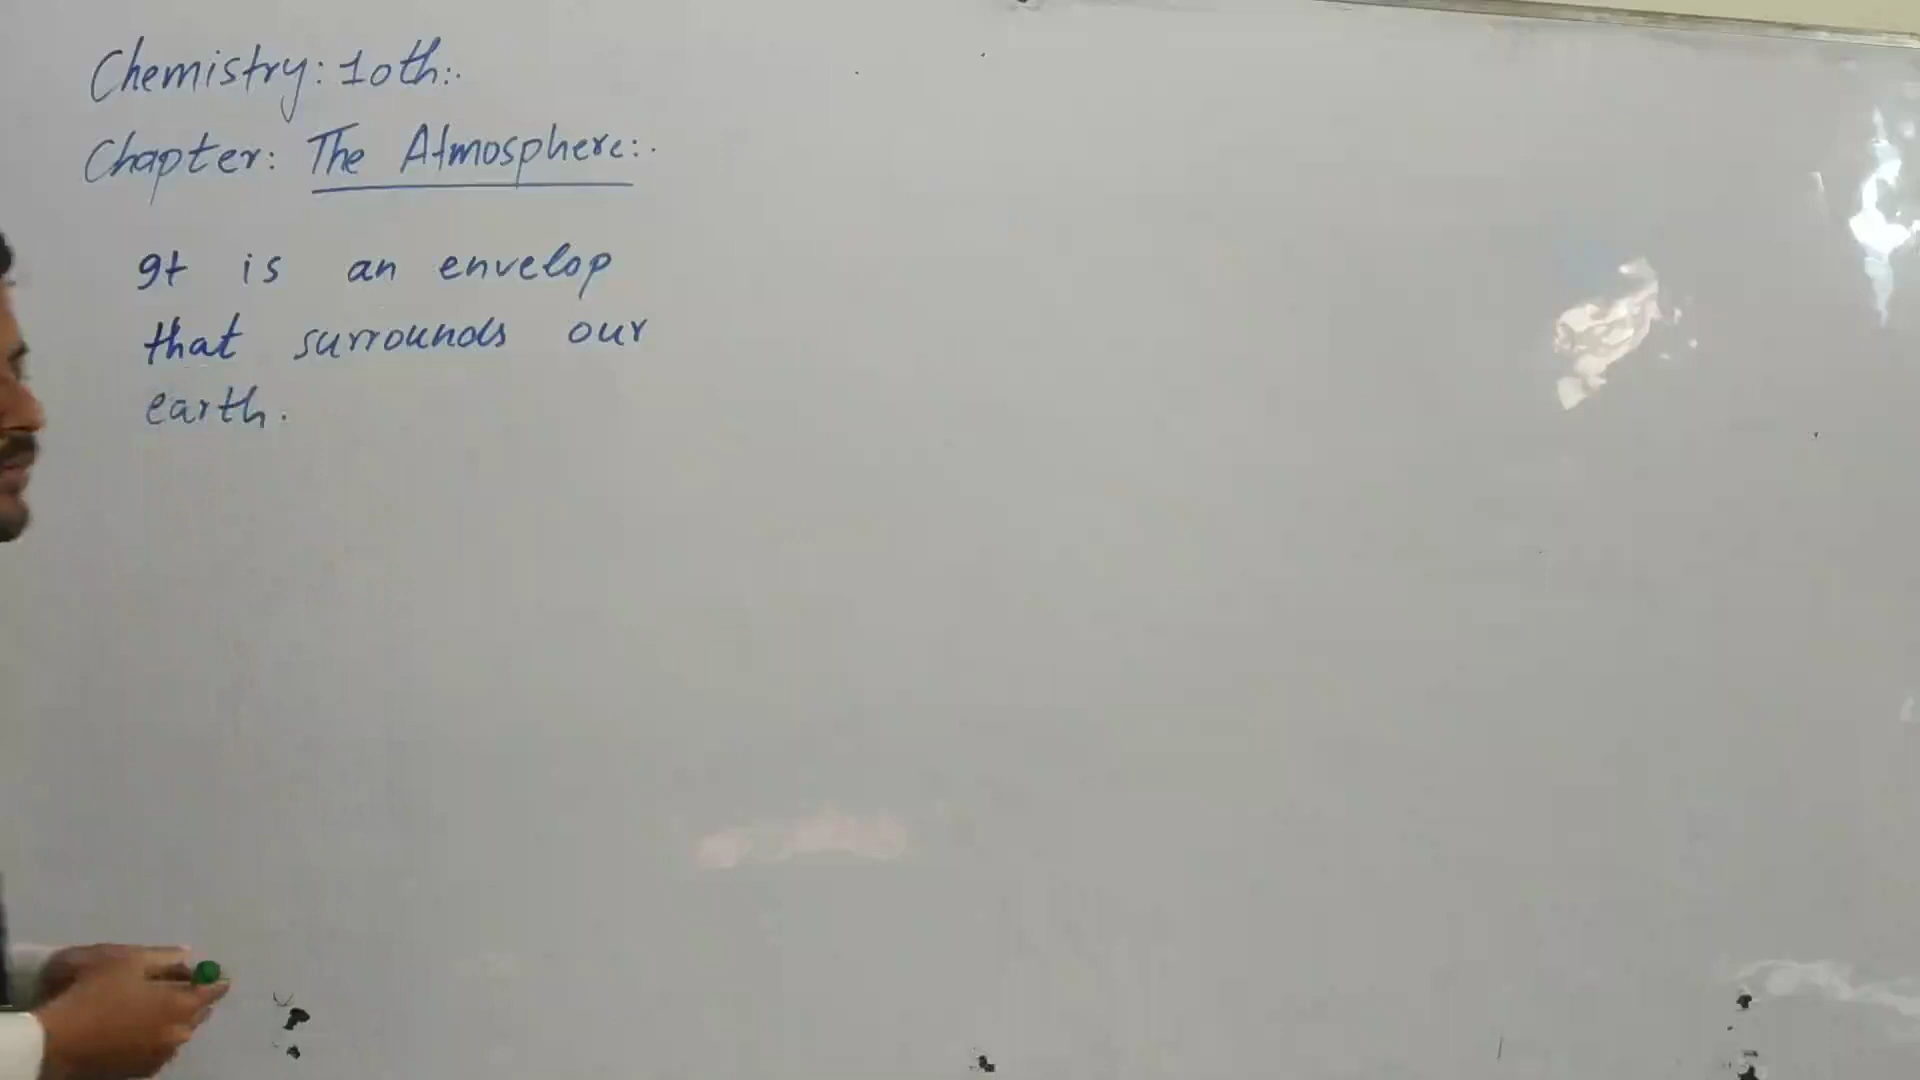 Chemistry: 10th:.
Chapter: The Atmosphere:.
It is an envelop
that surrounds our
earth.